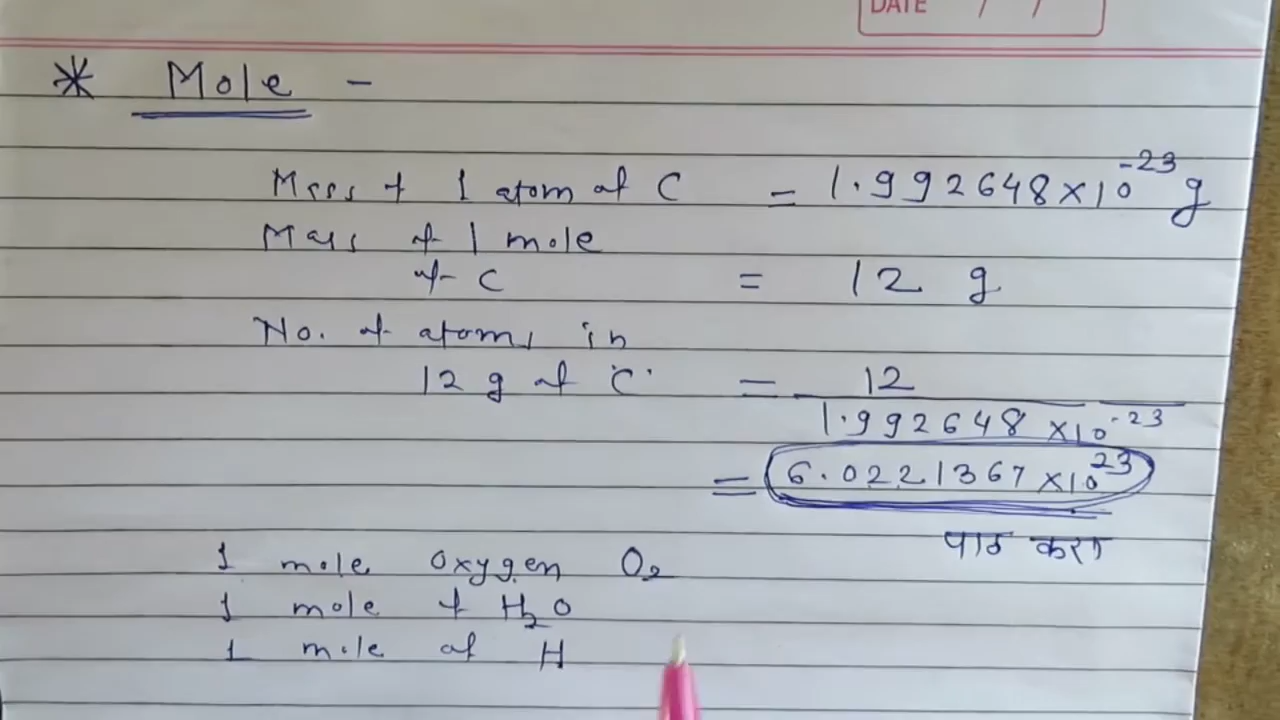 DATE / /
* Mole -
Mass of 1 atom of C = 1.992648×10⁻²³ g
Mass of 1 mole
of C = 12 g
No. of atoms in
12 g of C = 12
1.992648 ×10⁻²³
= 6.0221367 ×10²³
पाठ करा
1 mole oxygen O₂
1 mole of H₂O
1 mole of H